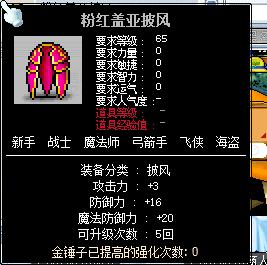 粉红盖亚披风
要求等级： 65
要求力量： 0
要求敏捷： 0
要求智力： 0
要求运气： 0
要求人气度： -
道具等级： -
道具经验值： -
新手 战士 魔法师 弓箭手 飞侠 海盗
装备分类 ： 披风
攻击力 ： +3
防御力 ： +16
魔法防御力 ： +20
可升级次数 ： 5回
金锤子已提高的强化次数: 0